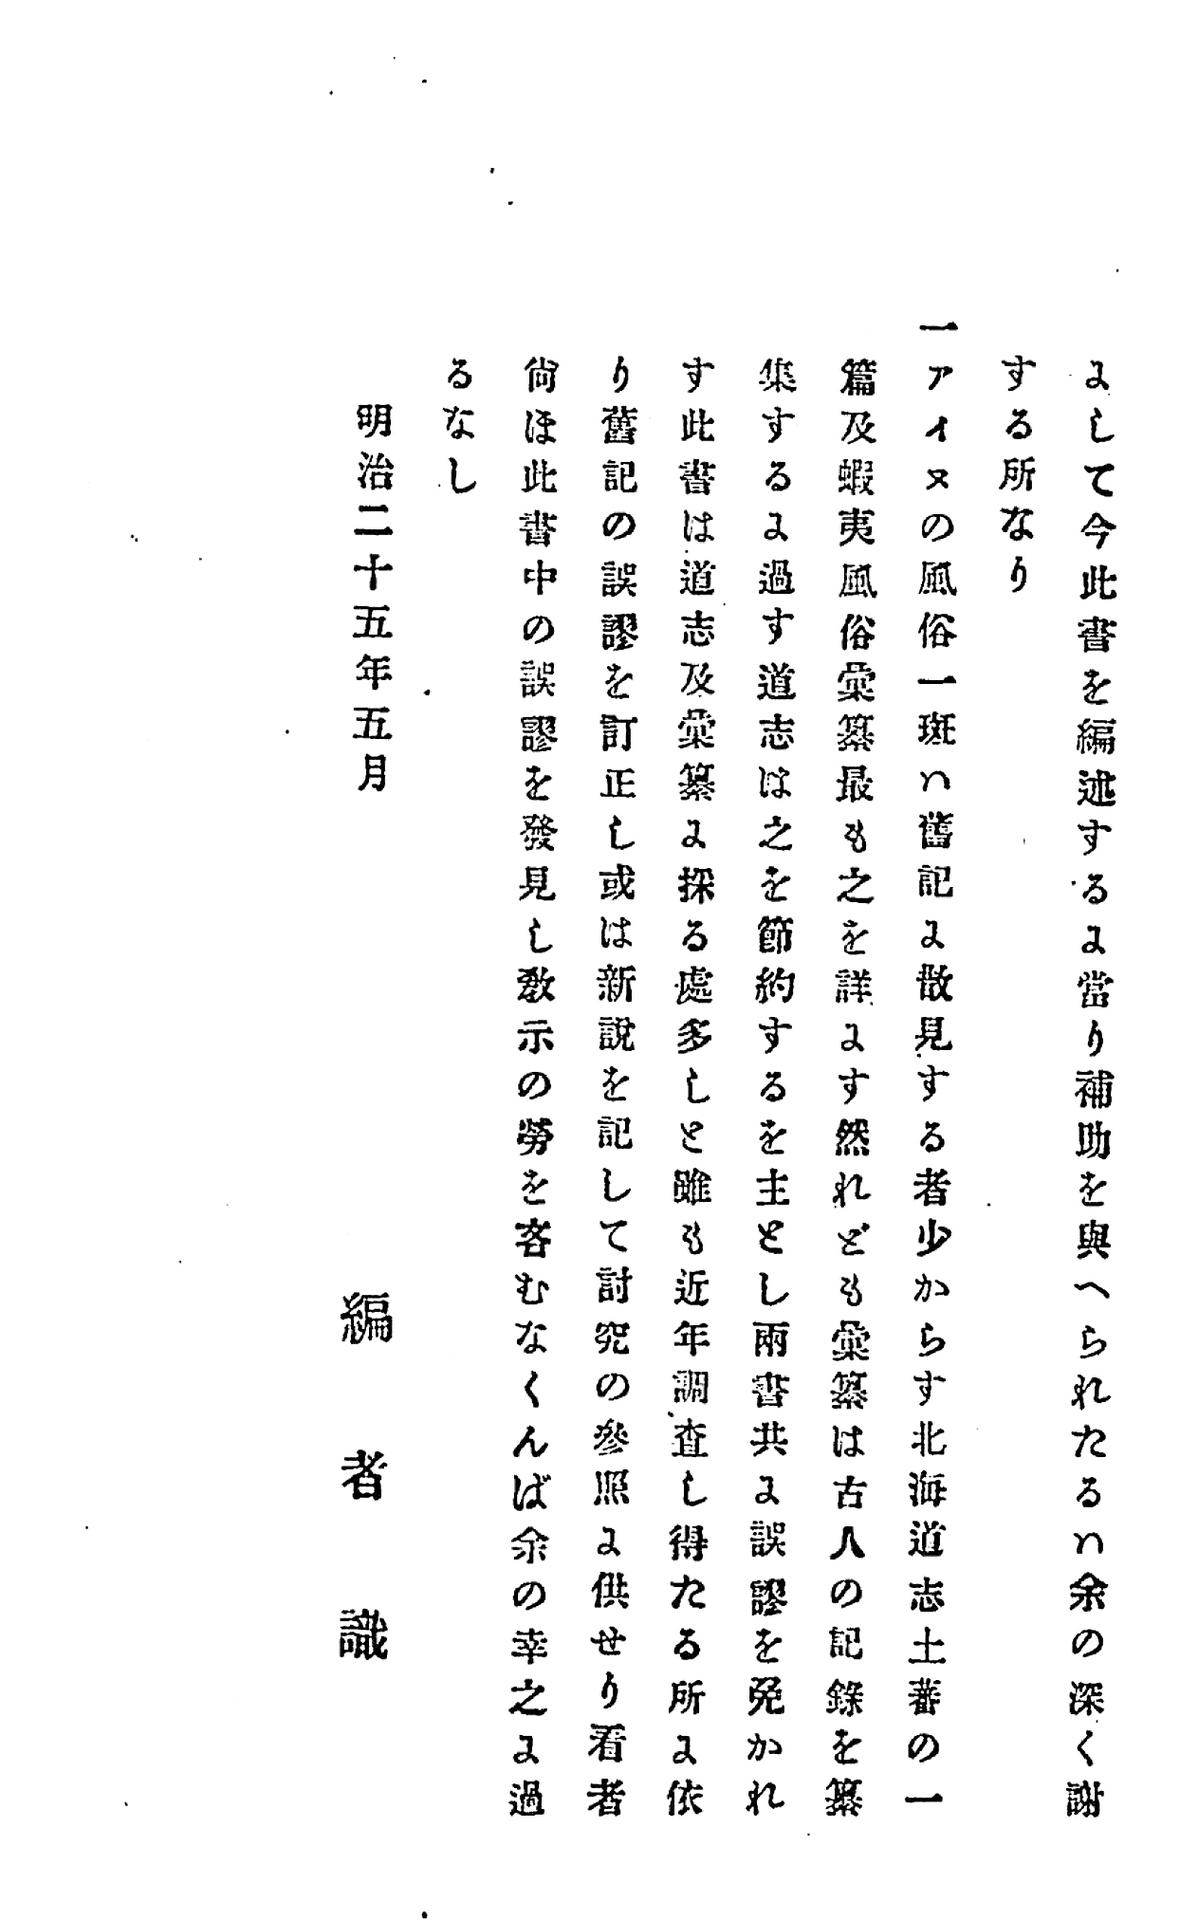 にして今此書を編述するに當り補助を與へられたるハ余の深く謝
する所なり
一アイヌの風俗一斑ハ舊記に散見する者少からす北海道志土蕃の一
篇及蝦夷風俗彙纂最も之を詳にす然れども彙纂は古人の記錄を纂
集するに過す道志は之を節約するを主とし兩書共に誤謬を免かれ
す此書は道志及彙纂に採る處多しと雖も近年調査し得たる所に依
り舊記の誤謬を訂正し或は新說を記して討究の參照に供せり看者
尙ほ此書中の誤謬を發見し敎示の勞を吝むなくんば余の幸之に過
るなし
明治二十五年五月
編者識